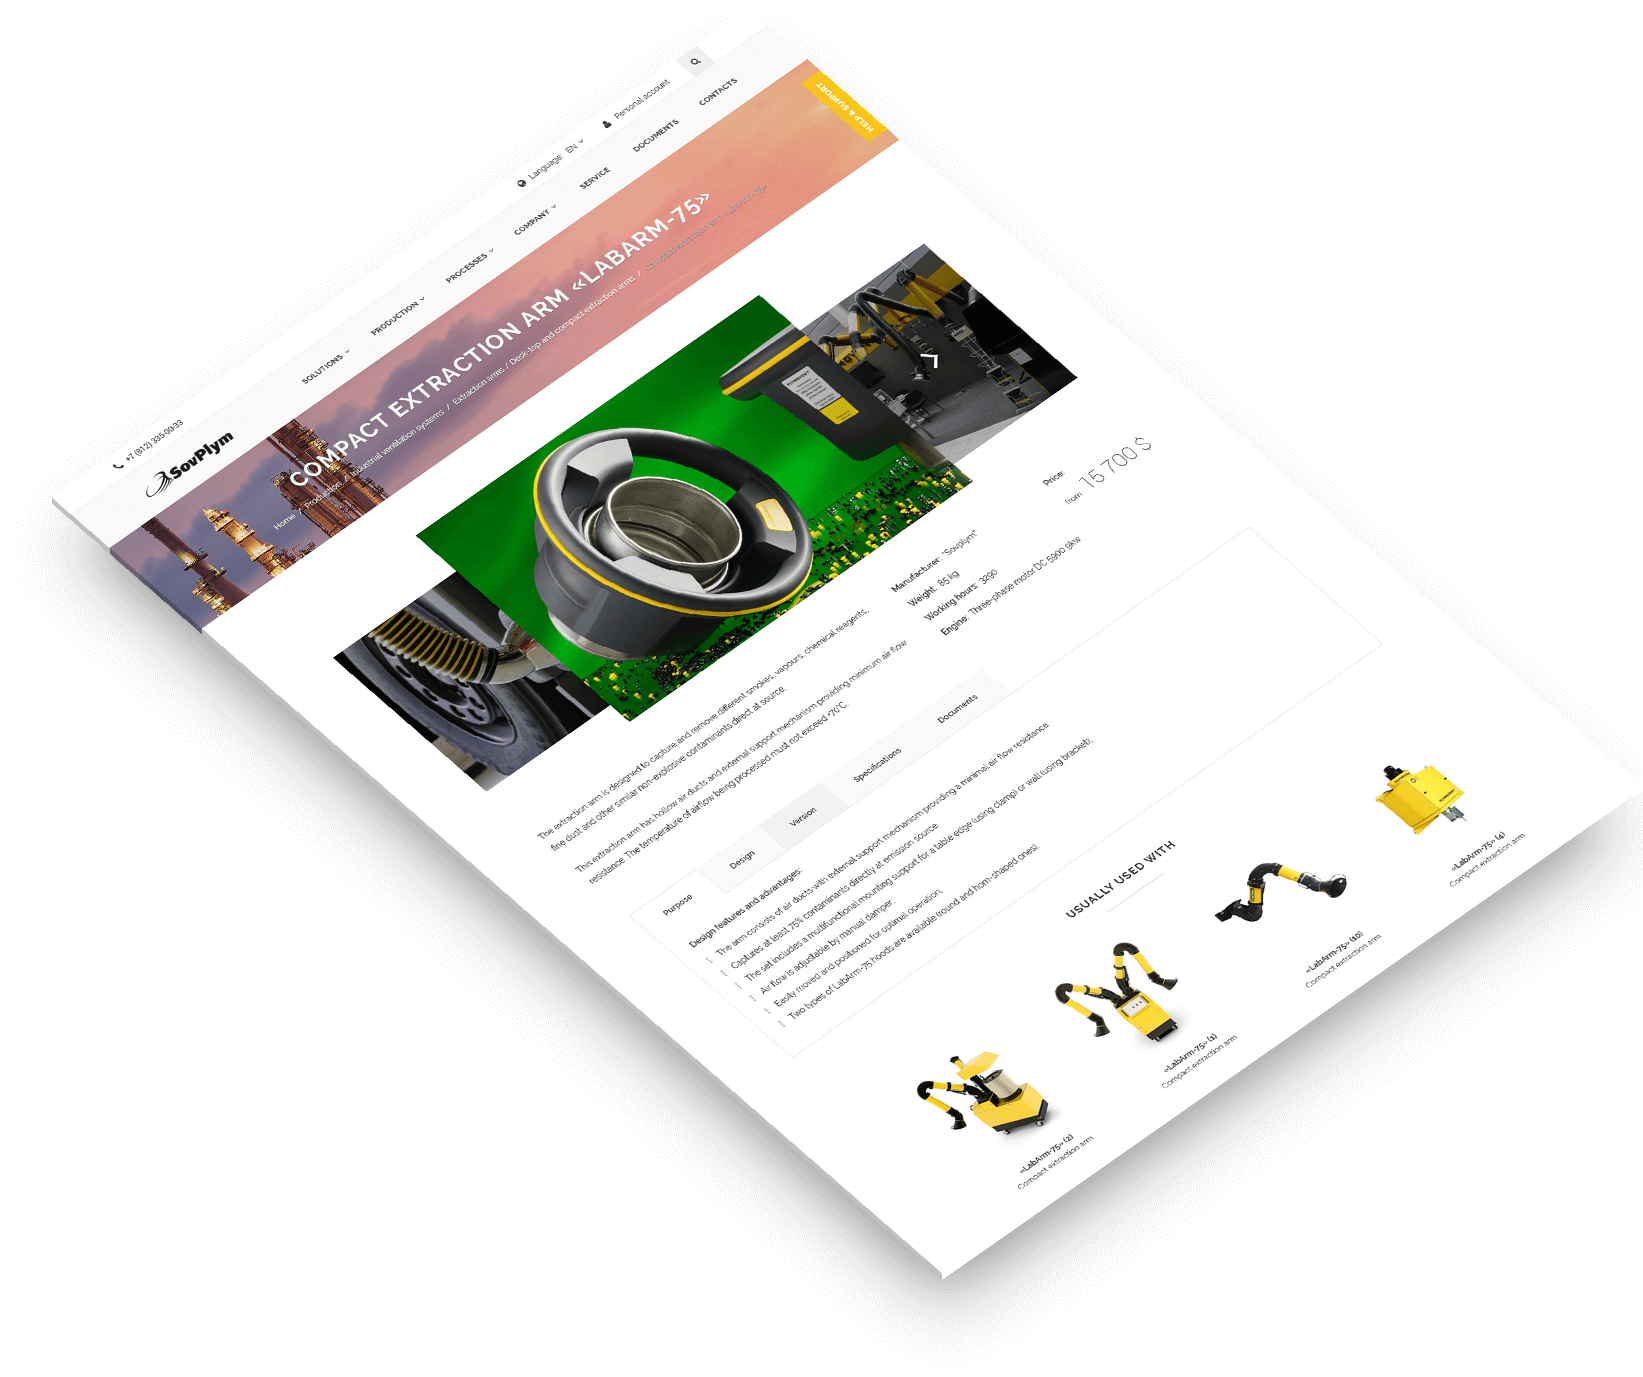 +7 (812) 335-00-33
Language: EN
Personal account
SovPlym
SOLUTIONS
PRODUCTION
PROCESSES
COMPANY
SERVICE
DOCUMENTS
CONTACTS
HELP & SUPPORT
COMPACT EXTRACTION ARM «LABARM-75»
Home / Production / Industrial ventilation systems / Extraction arms / Desk-top and compact extraction arms / Compact extraction arm «LabArm-75»
The extraction arm is designed to capture and remove different smokes, vapours, chemical reagents,
fine dust and other similar non-explosive contaminants direct at source.
This extraction arm has hollow air ducts and external support mechanism providing minimum air flow
resistance. The temperature of airflow being processed must not exceed +70°C.
Price:
from 15 700 $
Manufacturer: "Sovplym"
Weight: 85 kg
Working hours: 3290
Engine: Three-phase motor DC 5900 gkw
Purpose
Design
Version
Specifications
Documents
Design features and advantages:
The arm consists of air ducts with external support mechanism providing a minimal air flow resistance
Captures at least 75% contaminants directly at emission source
The set includes a multifunctional mounting support for a table edge (using clamp) or wall (using bracket);
Air flow is adjustable by manual damper;
Easily moved and positioned for optimal operation;
Two types of LabArm-75 hoods are available (round and horn-shaped ones).
USUALLY USED WITH
«LabArm-75» (2)
Compact extraction arm
«LabArm-75» (1)
Compact extraction arm
«LabArm-75» (10)
Compact extraction arm
«LabArm-75» (4)
Compact extraction arm